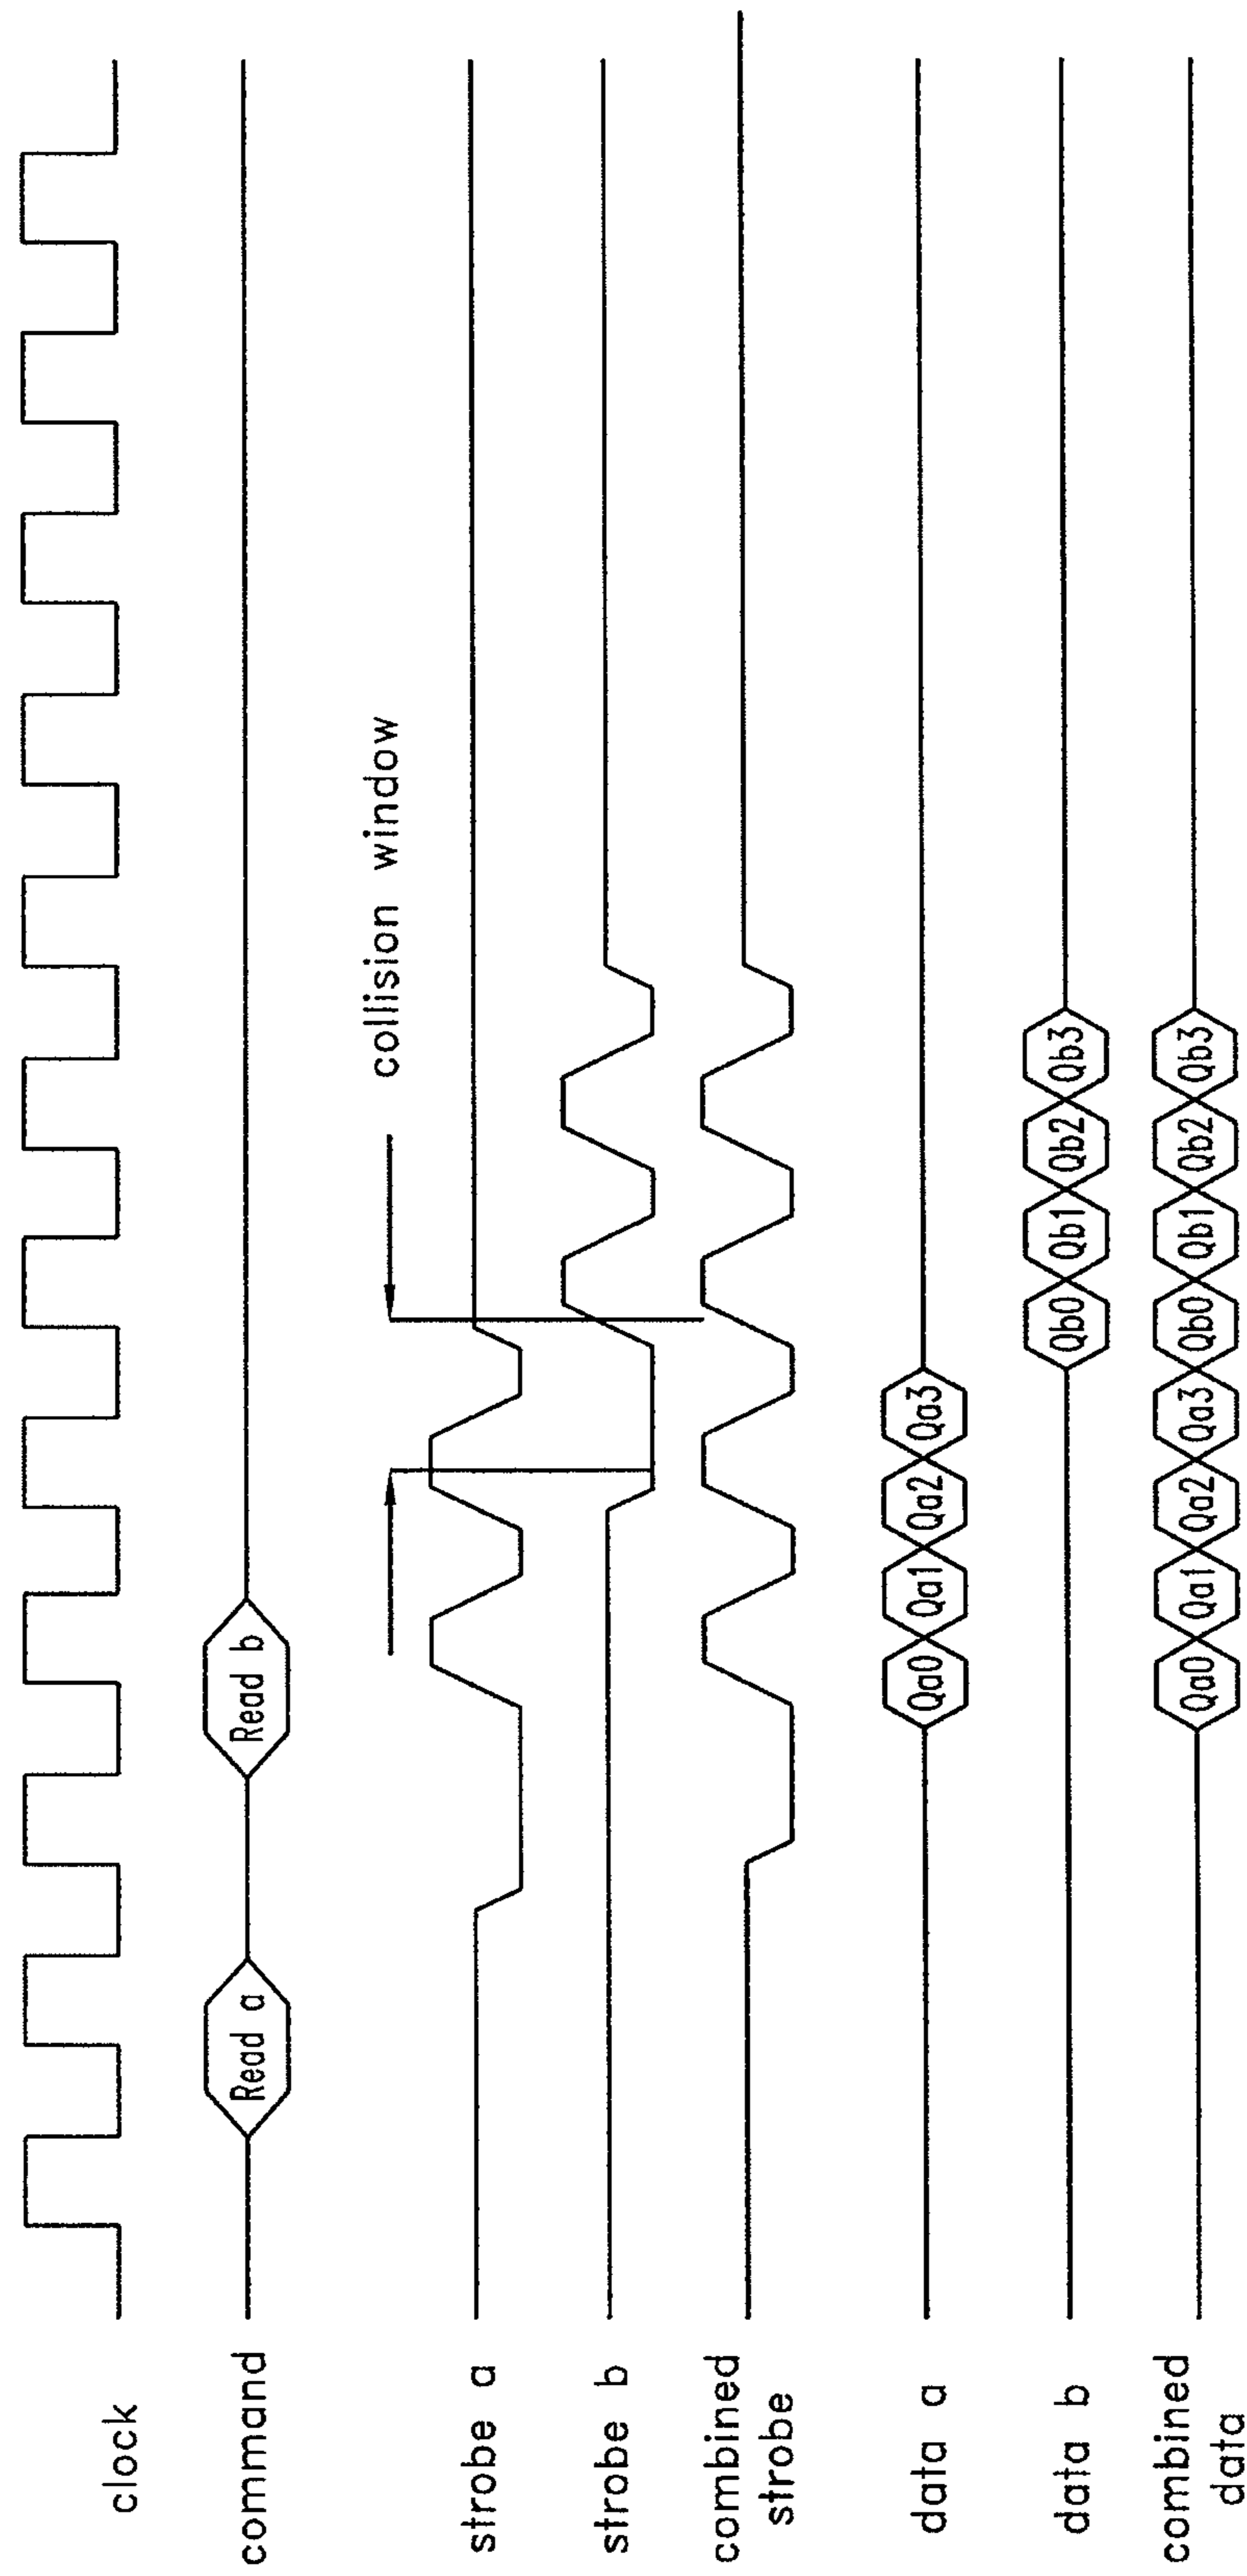 clock
command
Read a
Read b
collision window
strobe a
strobe b
combined
strobe
data a
Qa0 Qa1 Qa2 Qa3
data b
Qb0 Qb1 Qb2 Qb3
combined
data
Qa0 Qa1 Qa2 Qa3 Qb0 Qb1 Qb2 Qb3